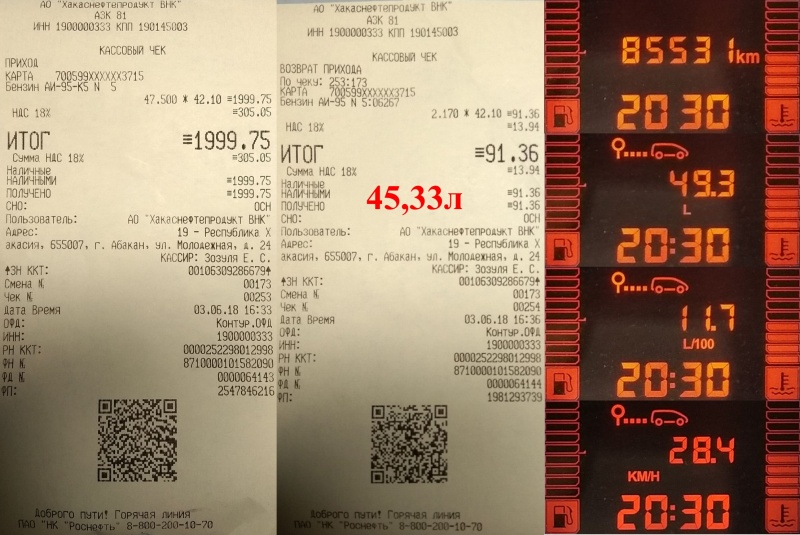 АО "Хакаснефтепродукт ВНК"
АЗК 81
ИНН 1900000333 КПП 190145003
КАССОВЫЙ ЧЕК
ПРИХОД
КАРТА 700599XXXXXX3715
Бензин АИ-95-К5 N 5
47.500 * 42.10 ≡1999.75
НДС 18% ≡305.05
ИТОГ ≡1999.75
Сумма НДС 18% ≡305.05
Наличные
НАЛИЧНЫМИ ≡1999.75
ПОЛУЧЕНО ≡1999.75
СНО: ОСН
Пользователь: АО "Хакаснефтепродукт ВНК"
Адрес: 19 - Республика Х
акасия, 655007, г. Абакан, ул. Молодежная, д. 24
КАССИР: Зозуля Е. С.
ЗН ККТ: 00106309286679
Смена № 00173
Чек № 00253
Дата Время 03.06.18 16:33
ОФД: Контур.ОФД
ИНН: 1900000333
РН ККТ: 0000252298012998
ФН № 8710000101582090
ФД № 0000064143
ФП: 2547846216
Доброго пути! Горячая линия
ПАО "НК "Роснефть" 8-800-200-10-70
АО "Хакаснефтепродукт ВНК"
АЗК 81
ИНН 1900000333 КПП 190145003
КАССОВЫЙ ЧЕК
ВОЗВРАТ ПРИХОДА
По чеку: 253:173
КАРТА 700599XXXXXX3715
Бензин АИ-95 N 5:06267
2.170 * 42.10 ≡91.36
НДС 18% ≡13.94
ИТОГ ≡91.36
Сумма НДС 18% ≡13.94
Наличные
НАЛИЧНЫМИ ≡91.36
ПОЛУЧЕНО ≡91.36
45,33л
СНО: ОСН
Пользователь: АО "Хакаснефтепродукт ВНК"
Адрес: 19 - Республика Х
акасия, 655007, г. Абакан, ул. Молодежная, д. 24
КАССИР: Зозуля Е. С.
ЗН ККТ: 00106309286679
Смена № 00173
Чек № 00254
Дата Время 03.06.18 16:36
ОФД: Контур.ОФД
ИНН: 1900000333
РН ККТ: 0000252298012998
ФН № 8710000101582090
ФД № 0000064144
ФП: 1981293739
Доброго пути! Горячая линия
ПАО "НК "Роснефть" 8-800-200-10-70
85531 km
20 30
49.3
L
20:30
11.7
L/100
20:30
28.4
KM/H
20:30